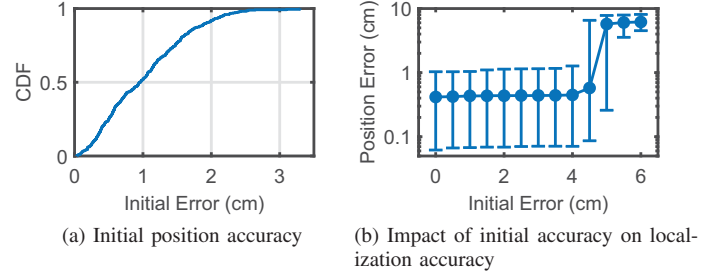 1
0.5
0
CDF
0 1 2 3
Initial Error (cm)
(a) Initial position accuracy
10
1
0.1
Position Error (cm)
0 2 4 6
Initial Error (cm)
(b) Impact of initial accuracy on local-
ization accuracy